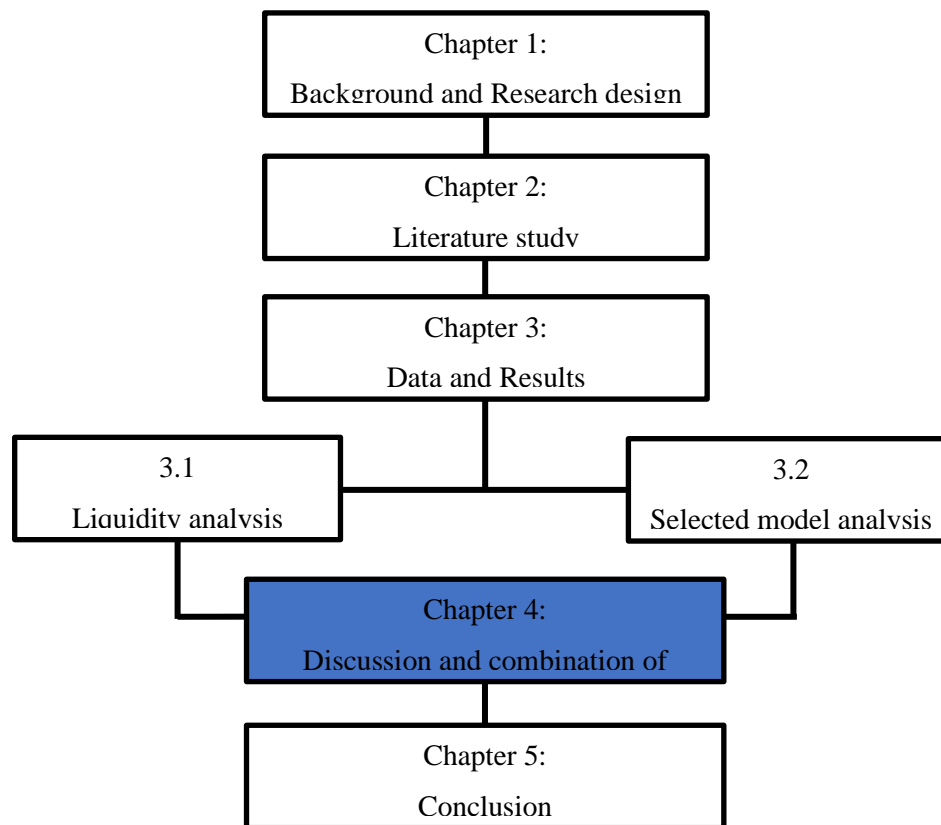 Chapter 1:
Background and Research design
Chapter 2:
Literature study
Chapter 3:
Data and Results
3.1
Liquidity analysis
3.2
Selected model analysis
Chapter 4:
Discussion and combination of
Chapter 5:
Conclusion